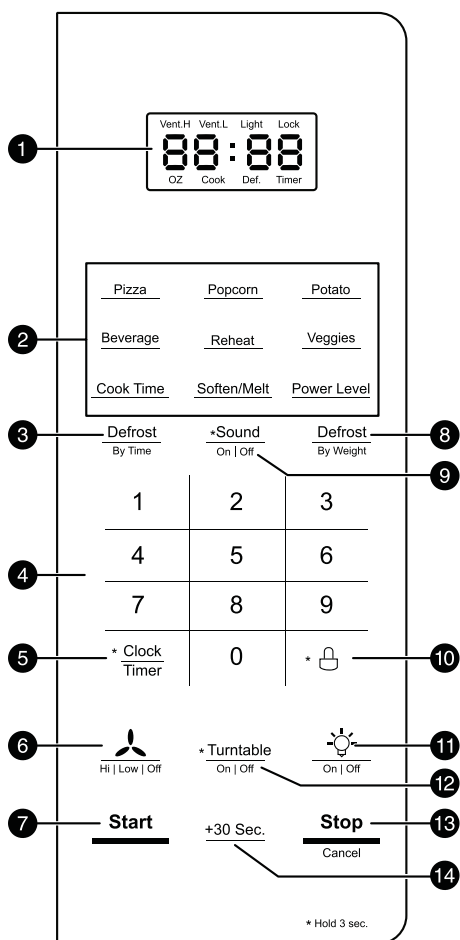 Vent.H Vent.L Light Lock
1 88:88
OZ Cook Def. Timer
Pizza Popcorn Potato
2 Beverage Reheat Veggies
Cook Time Soften/Melt Power Level
3 Defrost *Sound Defrost 8
By Time On | Off By Weight
9
1 2 3
4 5 6
4
7 8 9
5 * Clock 0 * 10
Timer
6 11
Hi | Low | Off * Turntable On | Off
On | Off 12
7 Start +30 Sec. Stop 13
Cancel
14
* Hold 3 sec.